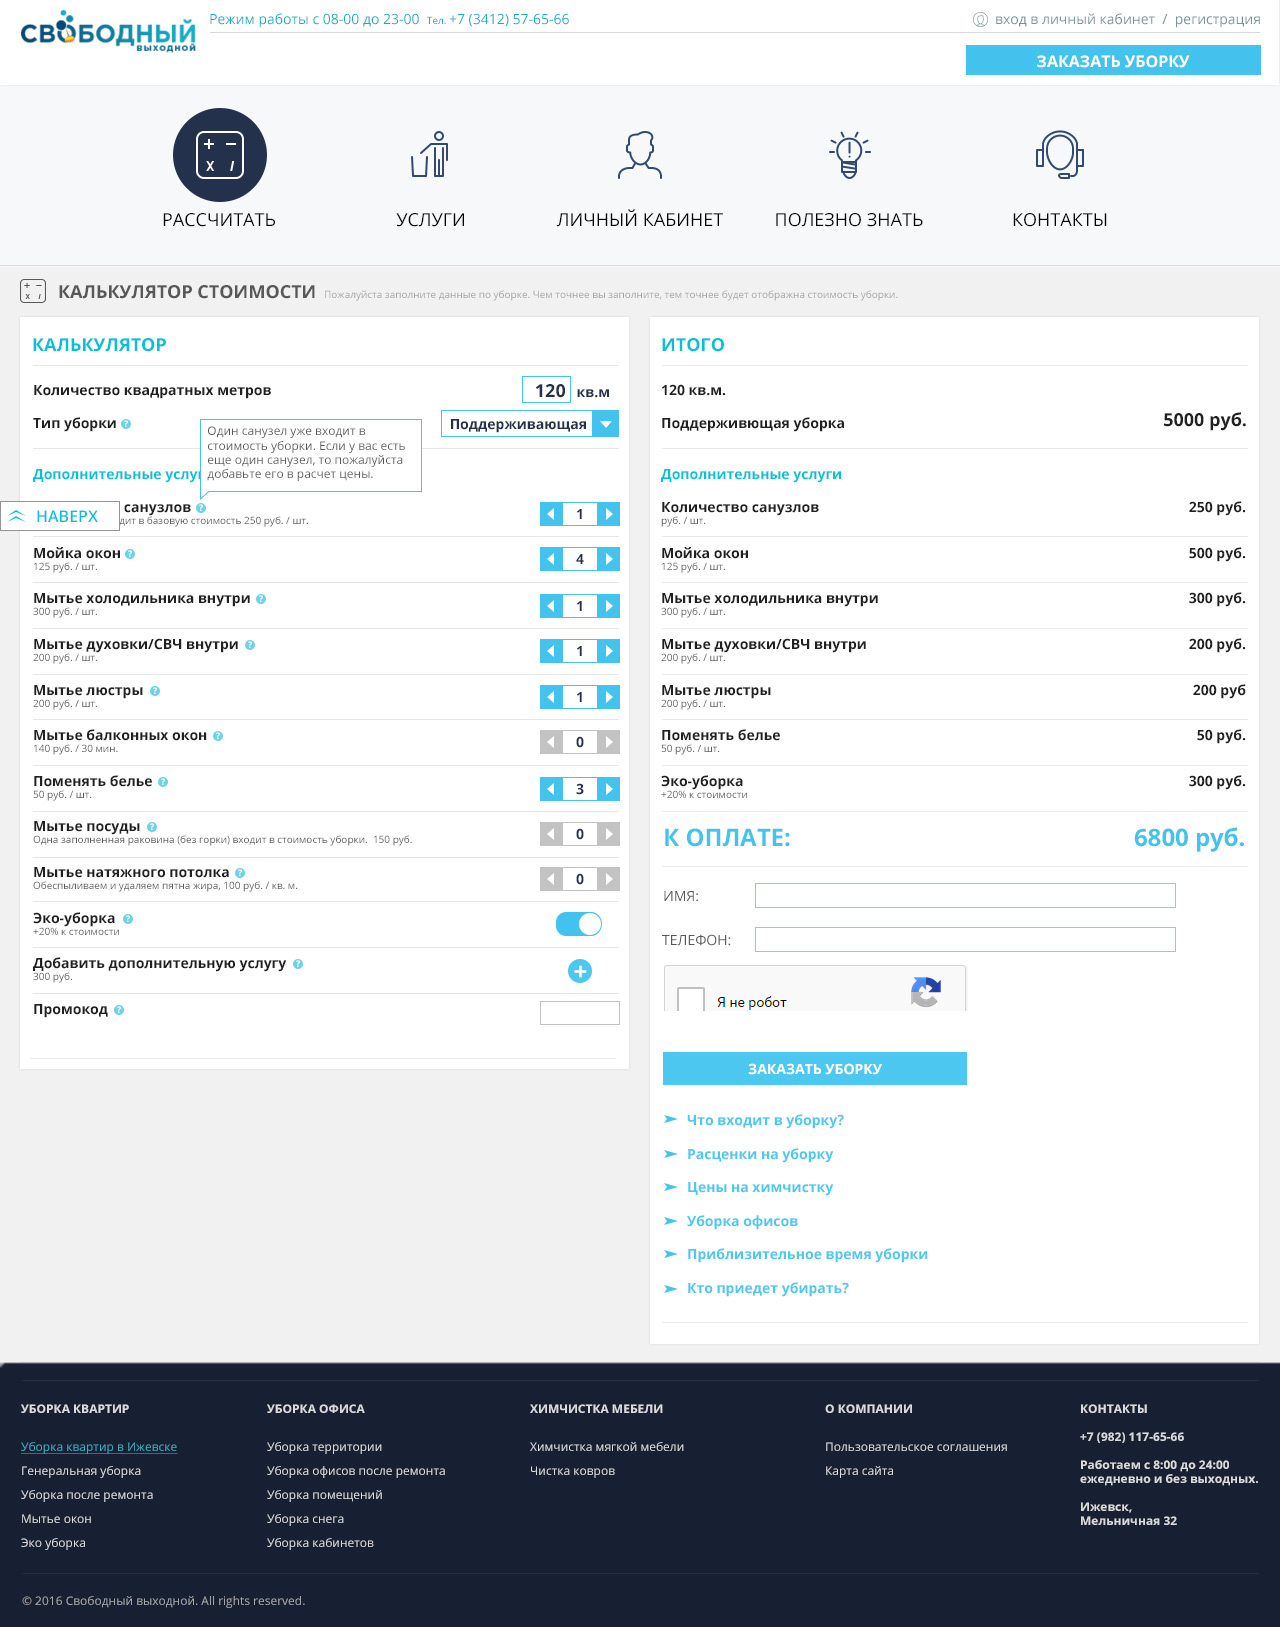 СВОБОДНЫЙ
ВЫХОДНОЙ
Режим работы с 08-00 до 23-00 Тел. +7 (3412) 57-65-66
вход в личный кабинет / регистрация
ЗАКАЗАТЬ УБОРКУ
РАССЧИТАТЬ
УСЛУГИ
ЛИЧНЫЙ КАБИНЕТ
ПОЛЕЗНО ЗНАТЬ
КОНТАКТЫ
КАЛЬКУЛЯТОР СТОИМОСТИ Пожалуйста заполните данные по уборке. Чем точнее вы заполните, тем точнее будет отображна стоимость уборки.
КАЛЬКУЛЯТОР
Количество квадратных метров 120 кв.м
Тип уборки ? Поддерживающая
Один санузел уже входит в
стоимость уборки. Если у вас есть
еще один санузел, то пожалуйста
добавьте его в расчет цены.
Дополнительные услуг
НАВЕРХ
санузлов ? 1
дит в базовую стоимость 250 руб. / шт.
Мойка окон ? 4
125 руб. / шт.
Мытье холодильника внутри ? 1
300 руб. / шт.
Мытье духовки/СВЧ внутри ? 1
200 руб. / шт.
Мытье люстры ? 1
200 руб. / шт.
Мытье балконных окон ? 0
140 руб. / 30 мин.
Поменять белье ? 3
50 руб. / шт.
Мытье посуды ? 0
Одна заполненная раковина (без горки) входит в стоимость уборки. 150 руб.
Мытье натяжного потолка ? 0
Обеспыливаем и удаляем пятна жира, 100 руб. / кв. м.
Эко-уборка ?
+20% к стоимости
Добавить дополнительную услугу ?
300 руб.
Промокод ?
ИТОГО
120 кв.м.
Поддерживющая уборка 5000 руб.
Дополнительные услуги
Количество санузлов 250 руб.
руб. / шт.
Мойка окон 500 руб.
125 руб. / шт.
Мытье холодильника внутри 300 руб.
300 руб. / шт.
Мытье духовки/СВЧ внутри 200 руб.
200 руб. / шт.
Мытье люстры 200 руб
200 руб. / шт.
Поменять белье 50 руб.
50 руб. / шт.
Эко-уборка 300 руб.
+20% к стоимости
К ОПЛАТЕ: 6800 руб.
ИМЯ:
ТЕЛЕФОН:
Я не робот
ЗАКАЗАТЬ УБОРКУ
Что входит в уборку?
Расценки на уборку
Цены на химчистку
Уборка офисов
Приблизительное время уборки
Кто приедет убирать?
УБОРКА КВАРТИР
Уборка квартир в Ижевске
Генеральная уборка
Уборка после ремонта
Мытье окон
Эко уборка
УБОРКА ОФИСА
Уборка территории
Уборка офисов после ремонта
Уборка помещений
Уборка снега
Уборка кабинетов
ХИМЧИСТКА МЕБЕЛИ
Химчистка мягкой мебели
Чистка ковров
О КОМПАНИИ
Пользовательское соглашения
Карта сайта
КОНТАКТЫ
+7 (982) 117-65-66
Работаем с 8:00 до 24:00
ежедневно и без выходных.
Ижевск,
Мельничная 32
© 2016 Свободный выходной. All rights reserved.